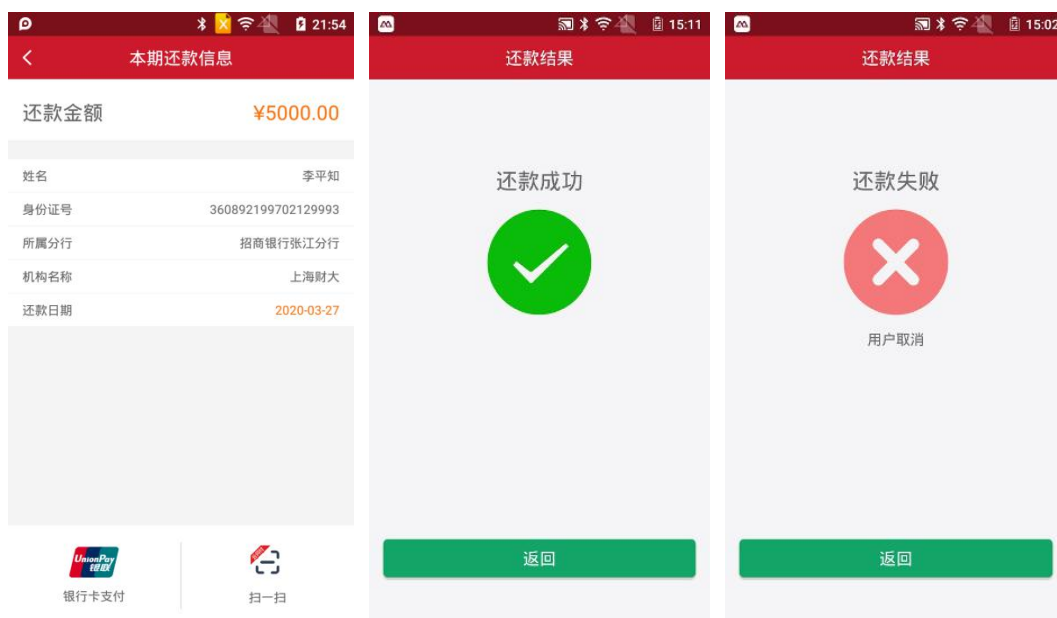 21:54
本期还款信息
还款金额
¥5000.00
姓名
李平知
身份证号
360892199702129993
所属分行
招商银行张江分行
机构名称
上海财大
还款日期
2020-03-27
UnionPay
银联
银行卡支付
扫一扫
15:11
还款结果
还款成功
返回
15:02
还款结果
还款失败
用户取消
返回